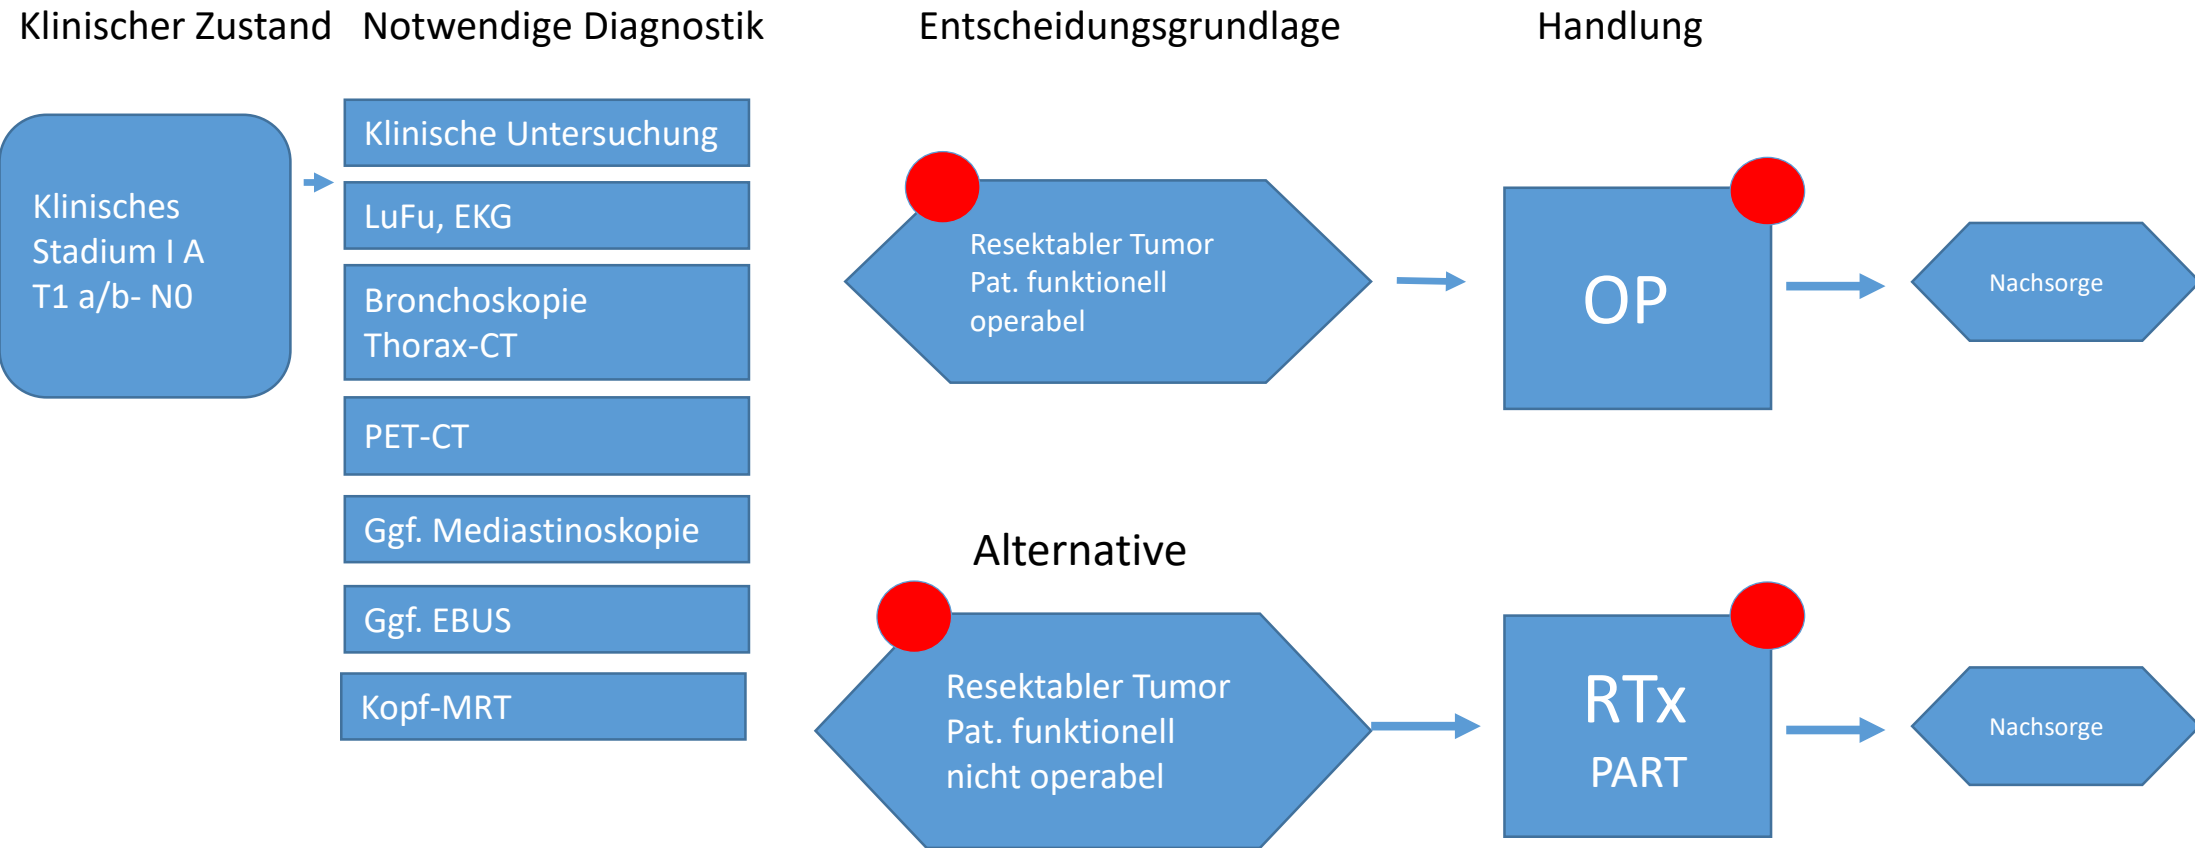 Klinischer Zustand
Notwendige Diagnostik
Entscheidungsgrundlage
Handlung
Klinisches
Stadium I A
T1 a/b- N0
Klinische Untersuchung
LuFu, EKG
Bronchoskopie
Thorax-CT
PET-CT
Ggf. Mediastinoskopie
Ggf. EBUS
Kopf-MRT
Resektabler Tumor
Pat. funktionell
operabel
OP
Nachsorge
Alternative
Resektabler Tumor
Pat. funktionell
nicht operabel
RTx
PART
Nachsorge